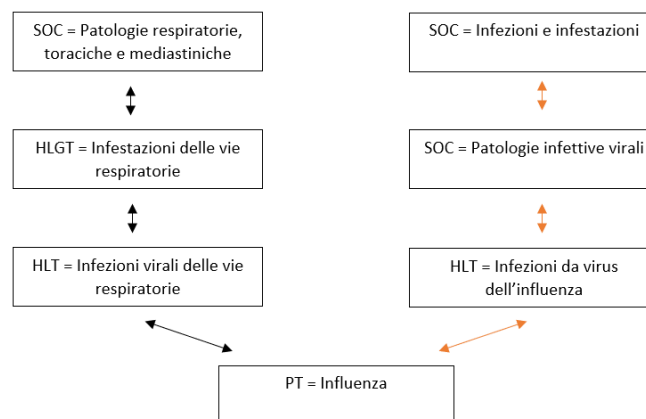 SOC = Patologie respiratorie,
toraciche e mediastiniche
SOC = Infezioni e infestazioni
HLGT = Infestazioni delle vie
respiratorie
SOC = Patologie infettive virali
HLT = Infezioni virali delle vie
respiratorie
HLT = Infezioni da virus
dell’influenza
PT = Influenza